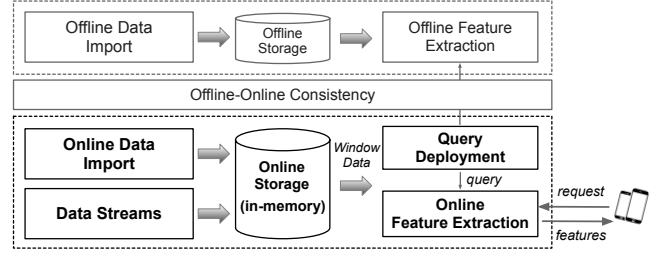 Offline Data
Import
Offline
Storage
Offline Feature
Extraction
Offline-Online Consistency
Online Data
Import
Data Streams
Online
Storage
(in-memory)
Window
Data
Query
Deployment
query
Online
Feature Extraction
request
features